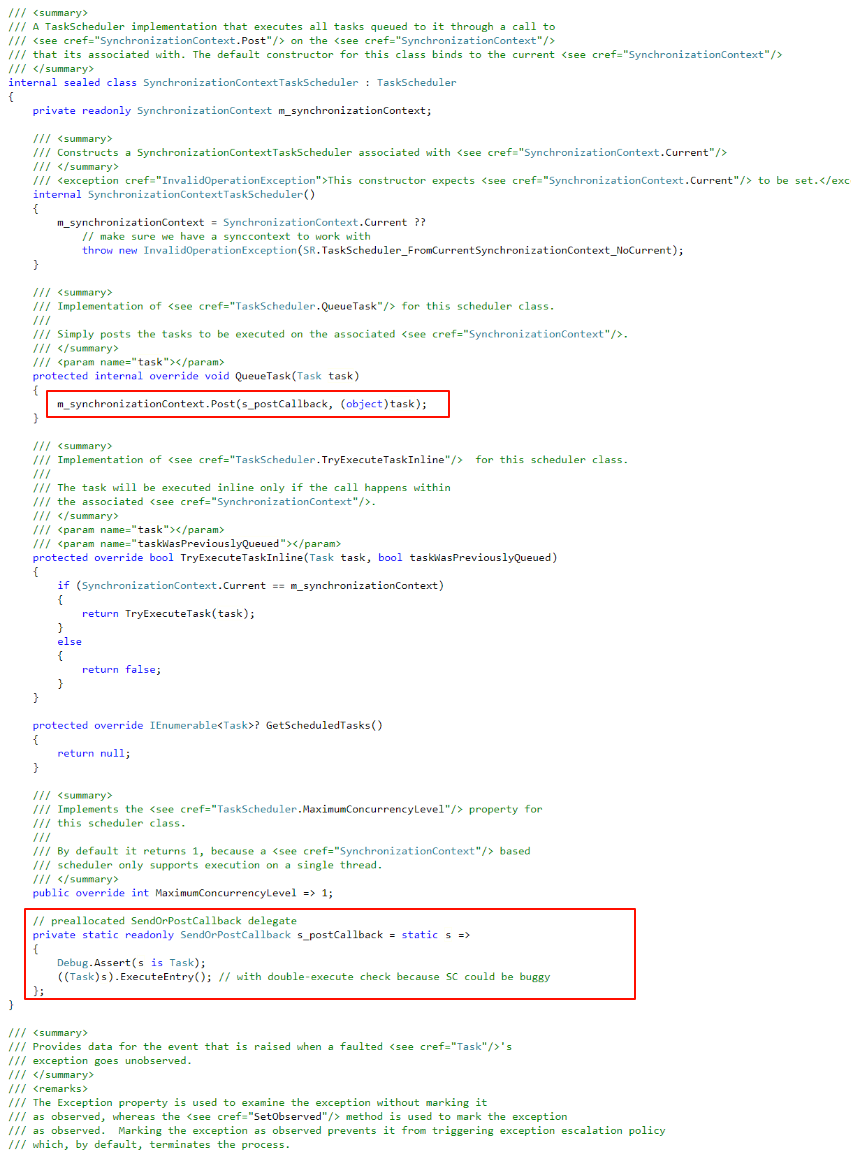 /// <summary>
/// A TaskScheduler implementation that executes all tasks queued to it through a call to
/// <see cref="SynchronizationContext.Post"/> on the <see cref="SynchronizationContext"/>
/// that its associated with. The default constructor for this class binds to the current <see cref="SynchronizationContext"/>
/// </summary>
internal sealed class SynchronizationContextTaskScheduler : TaskScheduler
{
    private readonly SynchronizationContext m_synchronizationContext;

    /// <summary>
    /// Constructs a SynchronizationContextTaskScheduler associated with <see cref="SynchronizationContext.Current"/>
    /// </summary>
    /// <exception cref="InvalidOperationException">This constructor expects <see cref="SynchronizationContext.Current"/> to be set.</exc
    internal SynchronizationContextTaskScheduler()
    {
        m_synchronizationContext = SynchronizationContext.Current ??
            // make sure we have a synccontext to work with
            throw new InvalidOperationException(SR.TaskScheduler_FromCurrentSynchronizationContext_NoCurrent);
    }

    /// <summary>
    /// Implementation of <see cref="TaskScheduler.QueueTask"/> for this scheduler class.
    ///
    /// Simply posts the tasks to be executed on the associated <see cref="SynchronizationContext"/>.
    /// </summary>
    /// <param name="task"></param>
    protected internal override void QueueTask(Task task)
    {
        m_synchronizationContext.Post(s_postCallback, (object)task);
    }

    /// <summary>
    /// Implementation of <see cref="TaskScheduler.TryExecuteTaskInline"/>  for this scheduler class.
    ///
    /// The task will be executed inline only if the call happens within
    /// the associated <see cref="SynchronizationContext"/>.
    /// </summary>
    /// <param name="task"></param>
    /// <param name="taskWasPreviouslyQueued"></param>
    protected override bool TryExecuteTaskInline(Task task, bool taskWasPreviouslyQueued)
    {
        if (SynchronizationContext.Current == m_synchronizationContext)
        {
            return TryExecuteTask(task);
        }
        else
        {
            return false;
        }
    }

    protected override IEnumerable<Task>? GetScheduledTasks()
    {
        return null;
    }

    /// <summary>
    /// Implements the <see cref="TaskScheduler.MaximumConcurrencyLevel"/> property for
    /// this scheduler class.
    ///
    /// By default it returns 1, because a <see cref="SynchronizationContext"/> based
    /// scheduler only supports execution on a single thread.
    /// </summary>
    public override int MaximumConcurrencyLevel => 1;

    // preallocated SendOrPostCallback delegate
    private static readonly SendOrPostCallback s_postCallback = static s =>
    {
        Debug.Assert(s is Task);
        ((Task)s).ExecuteEntry(); // with double-execute check because SC could be buggy
    };
}

/// <summary>
/// Provides data for the event that is raised when a faulted <see cref="Task"/>'s
/// exception goes unobserved.
/// </summary>
/// <remarks>
/// The Exception property is used to examine the exception without marking it
/// as observed, whereas the <see cref="SetObserved"/> method is used to mark the exception
/// as observed.  Marking the exception as observed prevents it from triggering exception escalation policy
/// which, by default, terminates the process.